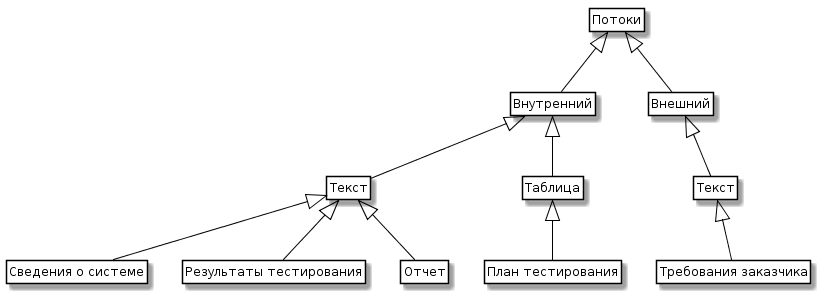 Потоки
Внутренний
Внешний
Текст
Таблица
Текст
Сведения о системе
Результаты тестирования
Отчет
План тестирования
Требования заказчика